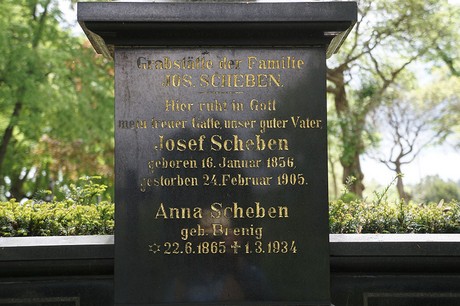 Grabstätte der Familie
JOS. SCHEBEN.
Hier ruht in Gott
mein treuer Gatte, unser guter Vater,
Josef Scheben
geboren 16. Januar 1856,
gestorben 24. Februar 1905.
Anna Scheben
geb. Brenig
✡ 22.6.1865 ✝ 1.3.1934